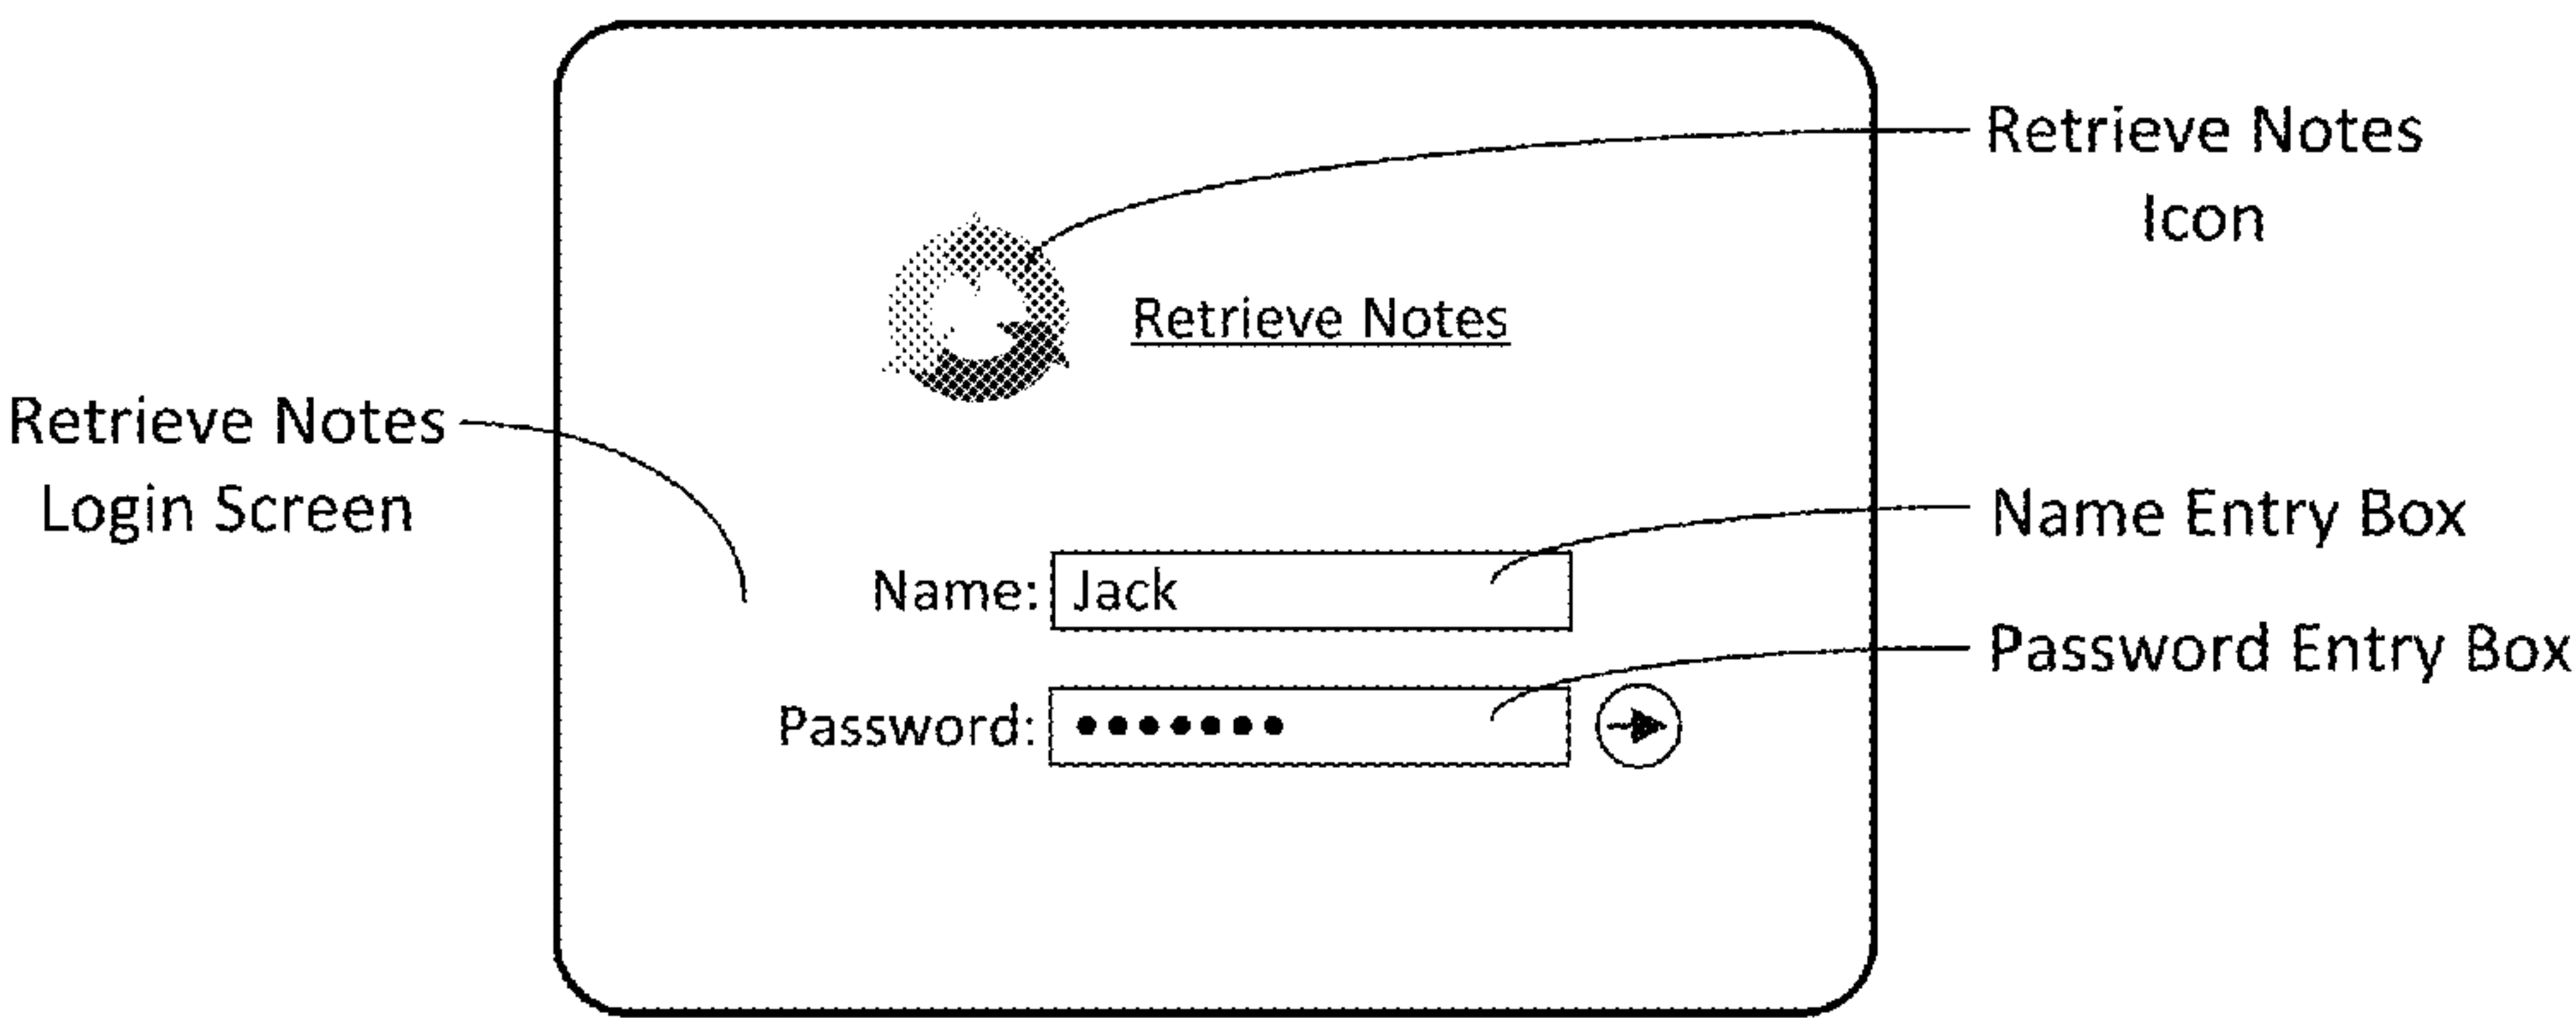 Retrieve Notes
Icon
Retrieve Notes
Retrieve Notes
Login Screen
Name Entry Box
Name: Jack
Password Entry Box
Password: •••••••